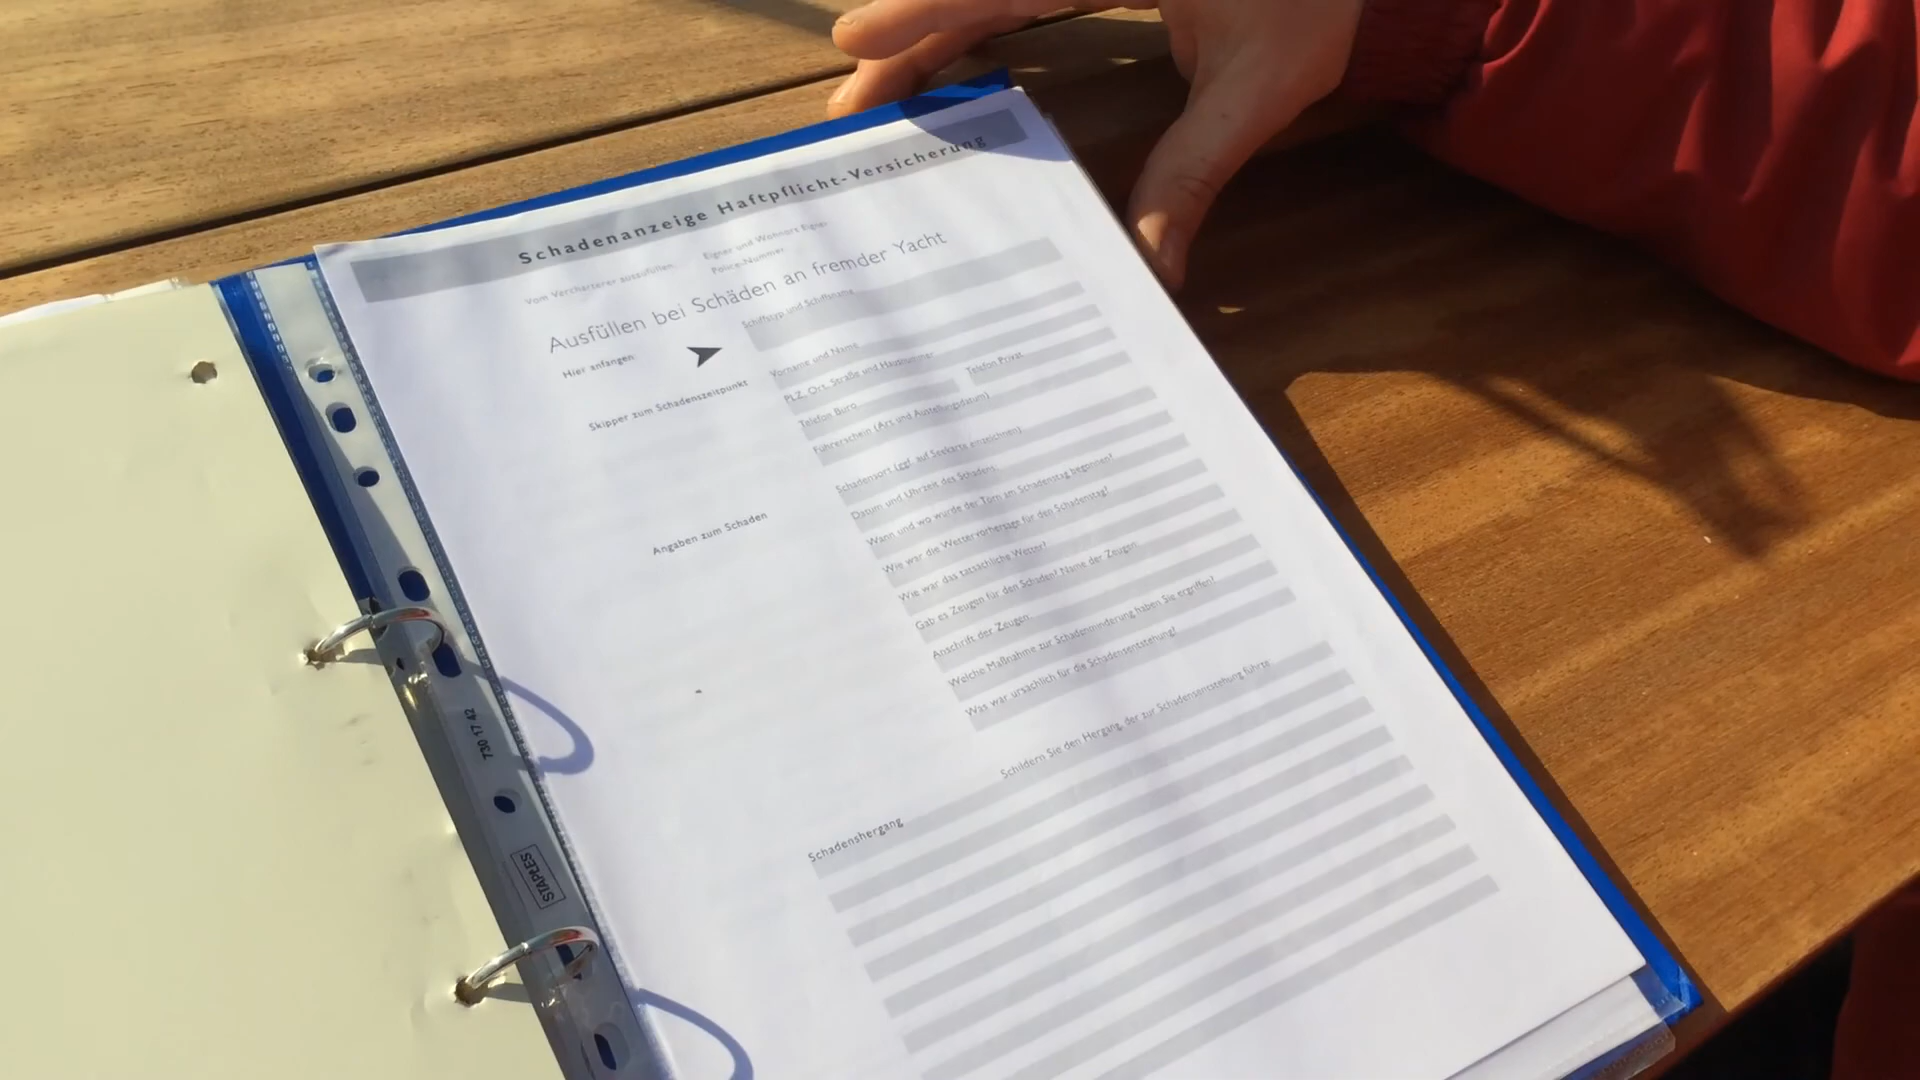 Schadenanzeige Haftpflicht-Versicherung
Vom Vercharterer auszufüllen
Eigner und Wohnort Eigner
Police-Nummer
Ausfüllen bei Schäden an fremder Yacht
Hier anfangen
Schiffstyp und Schiffsname
Skipper zum Schadenszeitpunkt
Vorname und Name
PLZ, Ort, Straße und Hausnummer
Telefon Büro
Telefon Privat
Führerschein (Art und Austellungsdatum)
Angaben zum Schaden
Schadensort (ggf. auf Seekarte einzeichnen)
Datum und Uhrzeit des Schadens
Wann und wo wurde der Törn am Schadenstag begonnen?
Wie war die Wettervorhersage für den Schadenstag?
Wie war das tatsächliche Wetter?
Gab es Zeugen für den Schaden? Name der Zeugen
Anschrift der Zeugen
Welche Maßnahme zur Schadenminderung haben Sie ergriffen?
Was war ursächlich für die Schadensentstehung?
Schadenshergang
Schildern Sie den Hergang, der zur Schadensentstehung führte
730 17 42
STAPLES